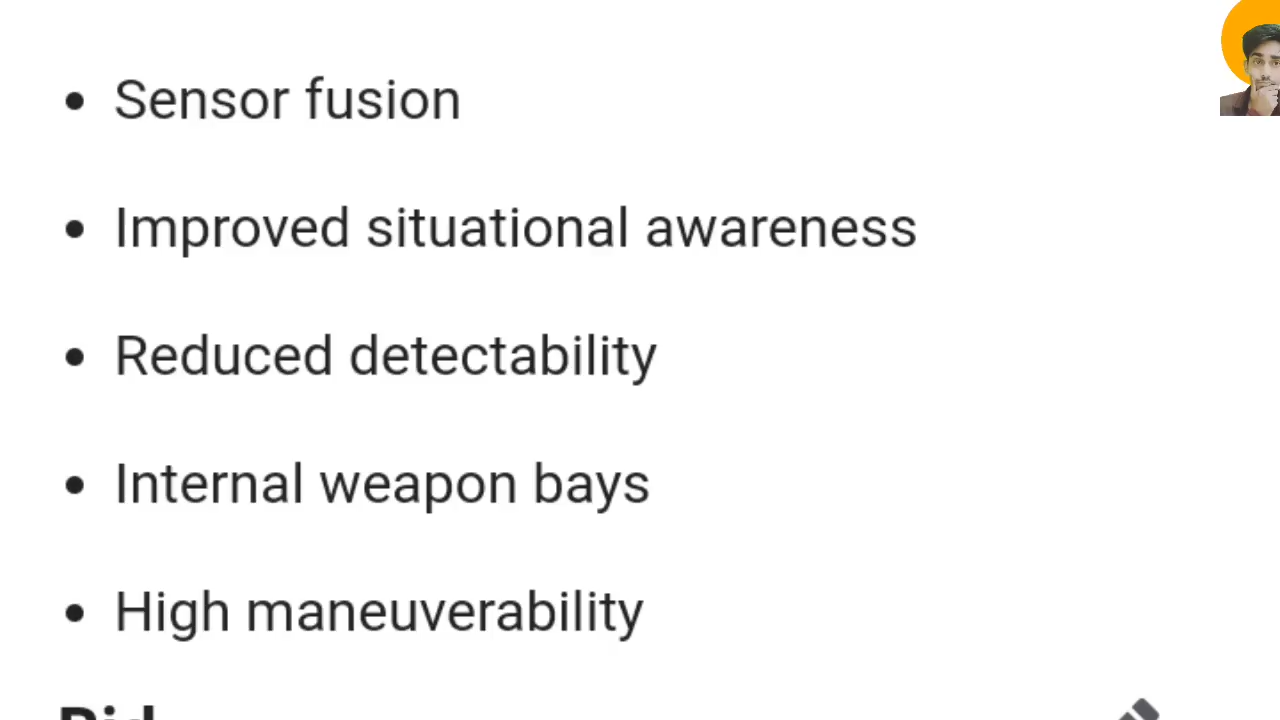 • Sensor fusion
• Improved situational awareness
• Reduced detectability
• Internal weapon bays
• High maneuverability